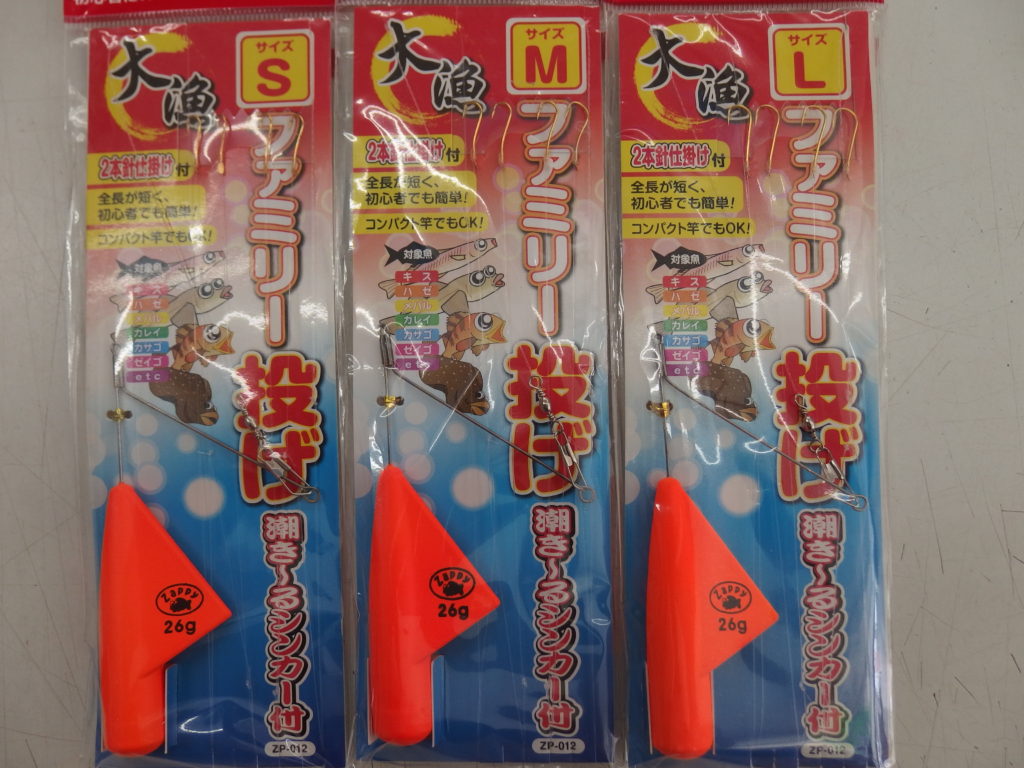 大漁
サイズ
S
ファミリー投げ
2本針仕掛け付
全長が短く、
初心者でも簡単!
コンパクト竿でもOK!
対象魚
キス
ハゼ
メバル
カレイ
カサゴ
セイゴ
etc
潮き~るシンカー付
Zappy
26g
ZP-012
大漁
サイズ
M
ファミリー投げ
2本針仕掛け付
全長が短く、
初心者でも簡単!
コンパクト竿でもOK!
対象魚
キス
ハゼ
メバル
カレイ
カサゴ
セイゴ
etc
潮き~るシンカー付
Zappy
26g
ZP-012
大漁
サイズ
L
ファミリー投げ
2本針仕掛け付
全長が短く、
初心者でも簡単!
コンパクト竿でもOK!
対象魚
キス
ハゼ
メバル
カレイ
カサゴ
セイゴ
etc
潮き~るシンカー付
Zappy
26g
ZP-012